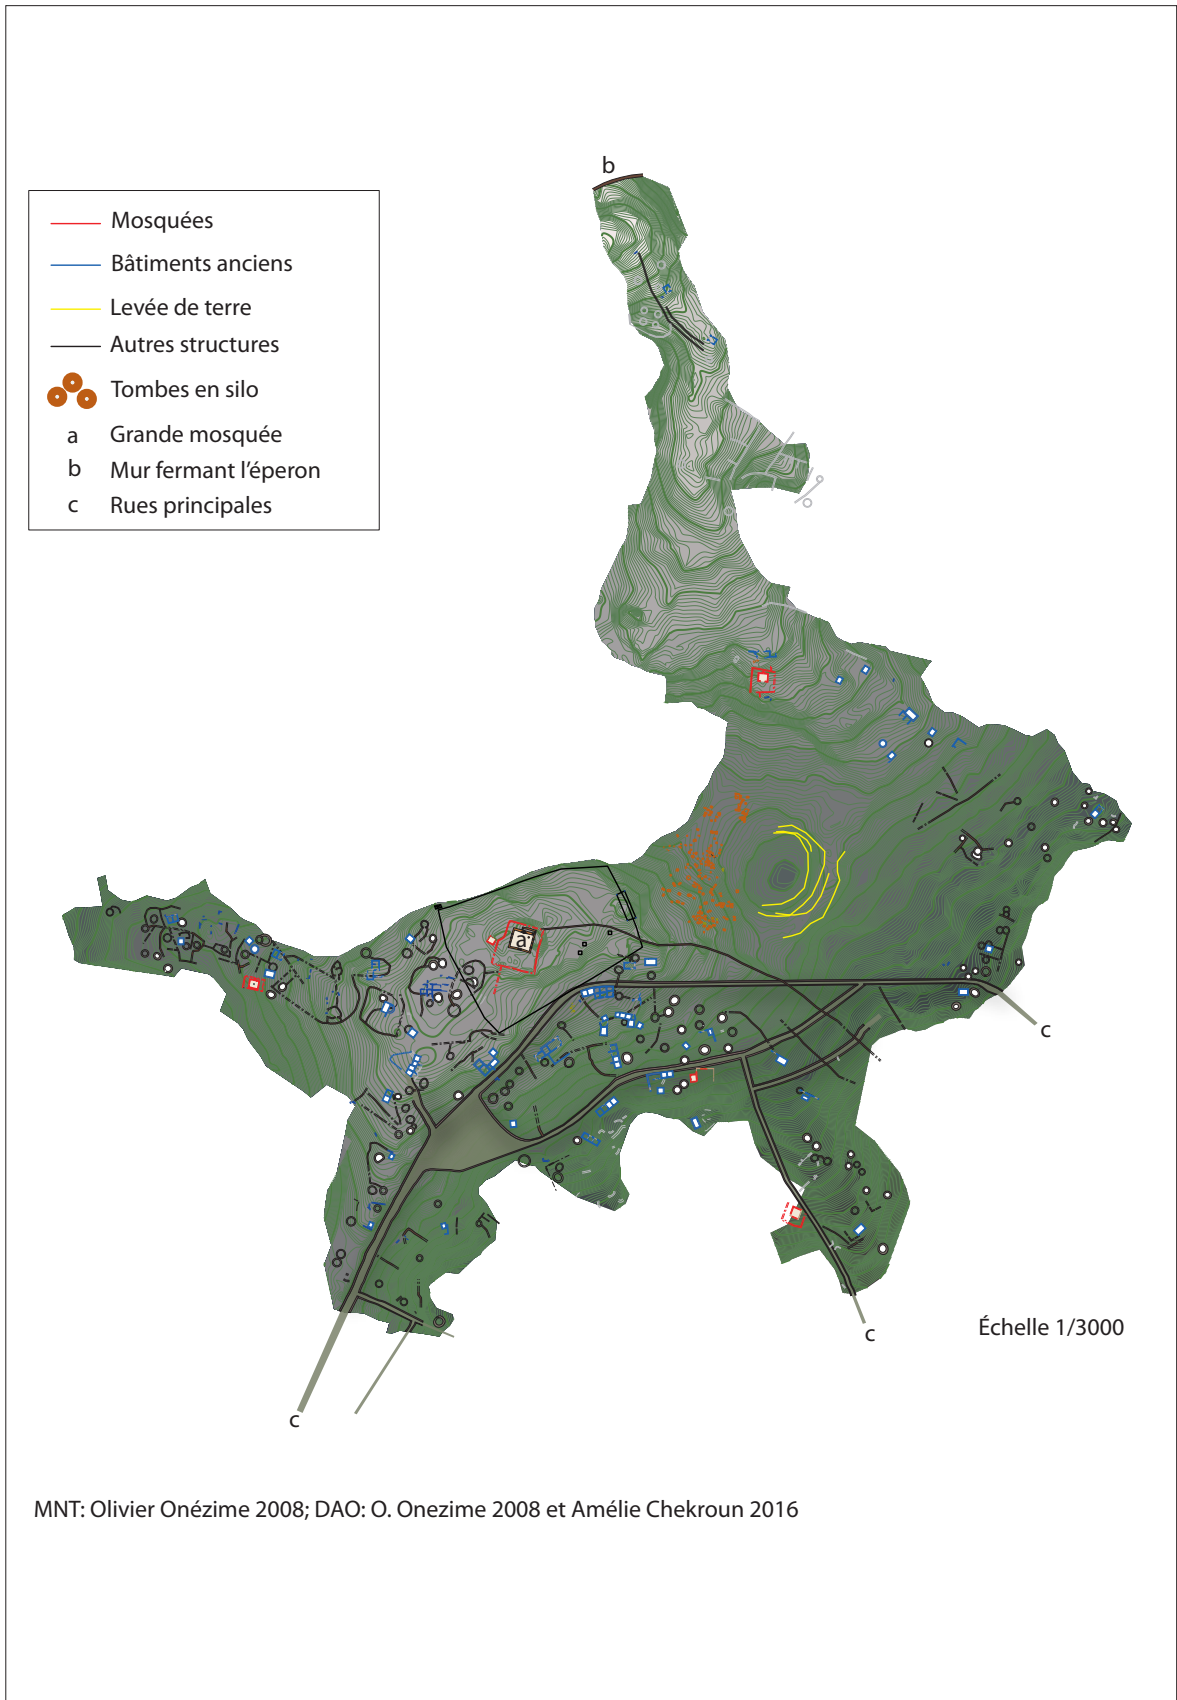 b
Mosquées
Bâtiments anciens
Levée de terre
Autres structures
Tombes en silo
a Grande mosquée
b Mur fermant l'éperon
c Rues principales
a
c
c
Échelle 1/3000
c
MNT: Olivier Onézime 2008; DAO: O. Onezime 2008 et Amélie Chekroun 2016